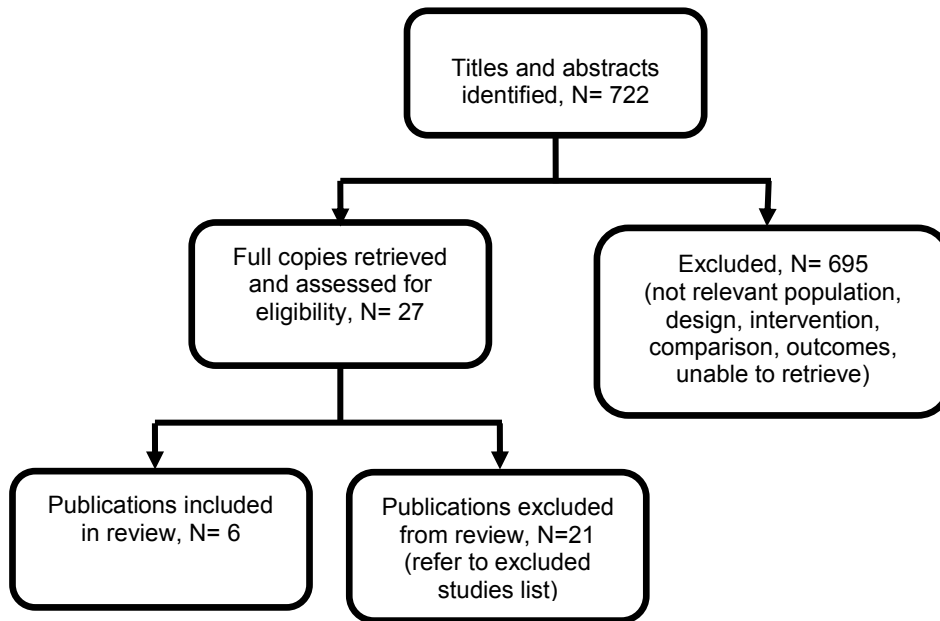 Titles and abstracts
identified, N= 722
Full copies retrieved
and assessed for
eligibility, N= 27
Excluded, N= 695
(not relevant population,
design, intervention,
comparison, outcomes,
unable to retrieve)
Publications included
in review, N= 6
Publications excluded
from review, N=21
(refer to excluded
studies list)